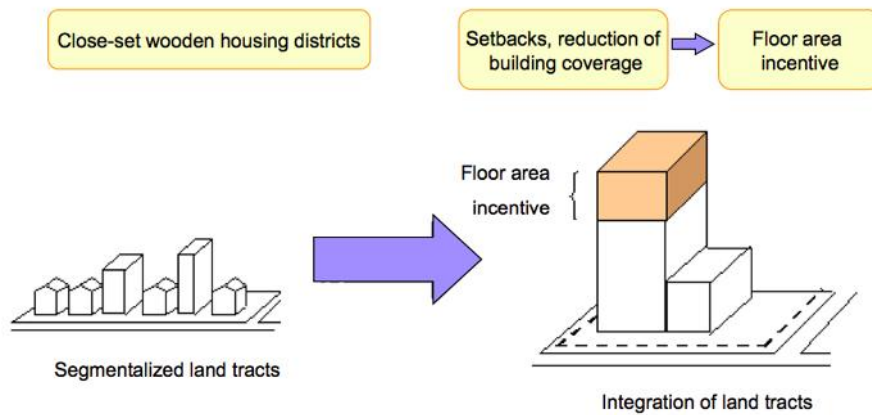 Close-set wooden housing districts
Setbacks, reduction of
building coverage
Floor area
incentive
Floor area
incentive
Segmentalized land tracts
Integration of land tracts